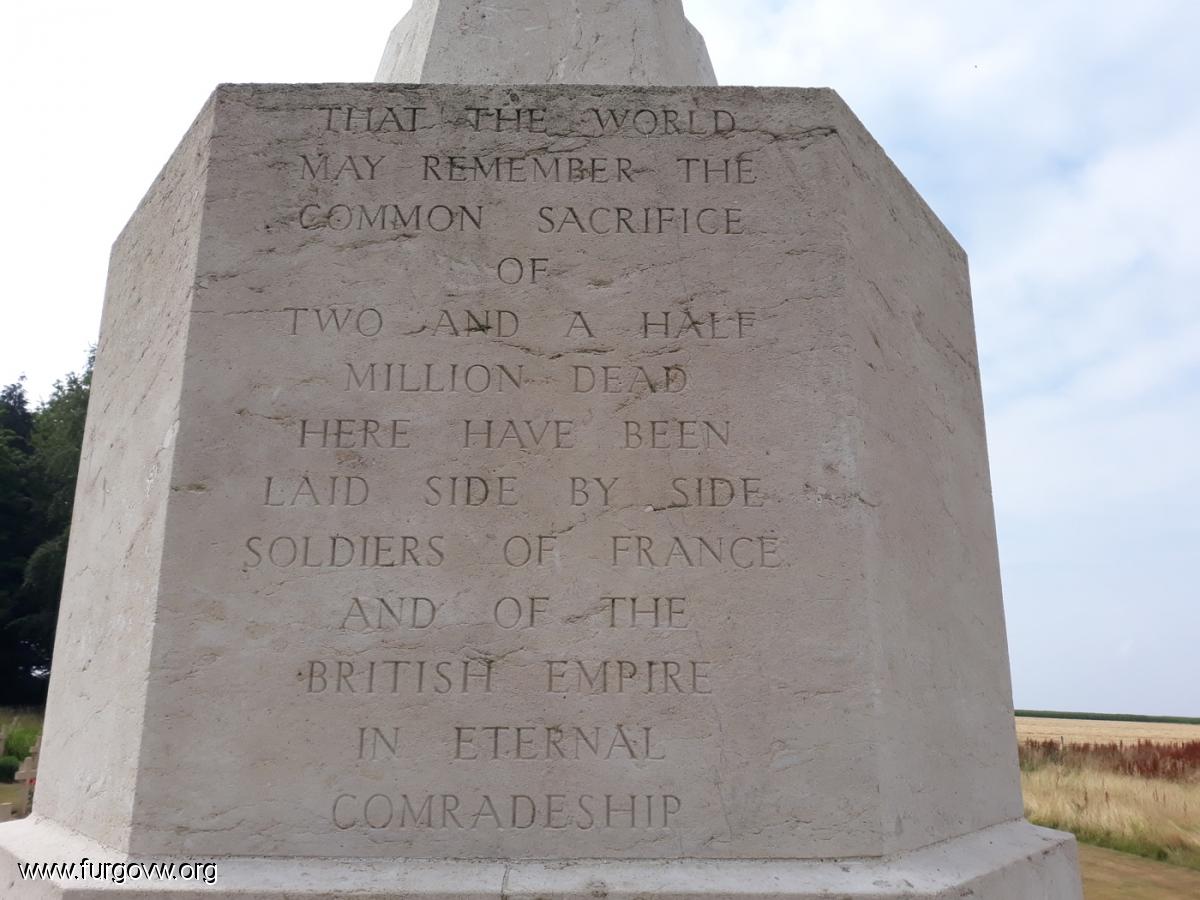 THAT THE WORLD
MAY REMEMBER THE
COMMON SACRIFICE
OF
TWO AND A HALF
MILLION DEAD
HERE HAVE BEEN
LAID SIDE BY SIDE
SOLDIERS OF FRANCE
AND OF THE
BRITISH EMPIRE
IN ETERNAL
COMRADESHIP
www.furgovw.org